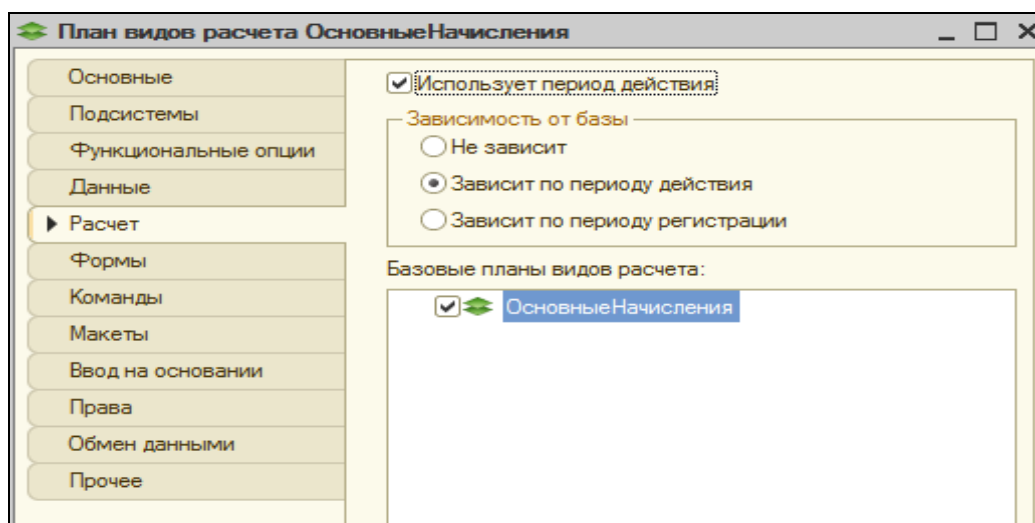 План видов расчета ОсновныеНачисления
Основные
Подсистемы
Функциональные опции
Данные
Расчет
Формы
Команды
Макеты
Ввод на основании
Права
Обмен данными
Прочее
Использует период действия
Зависимость от базы
Не зависит
Зависит по периоду действия
Зависит по периоду регистрации
Базовые планы видов расчета:
ОсновныеНачисления